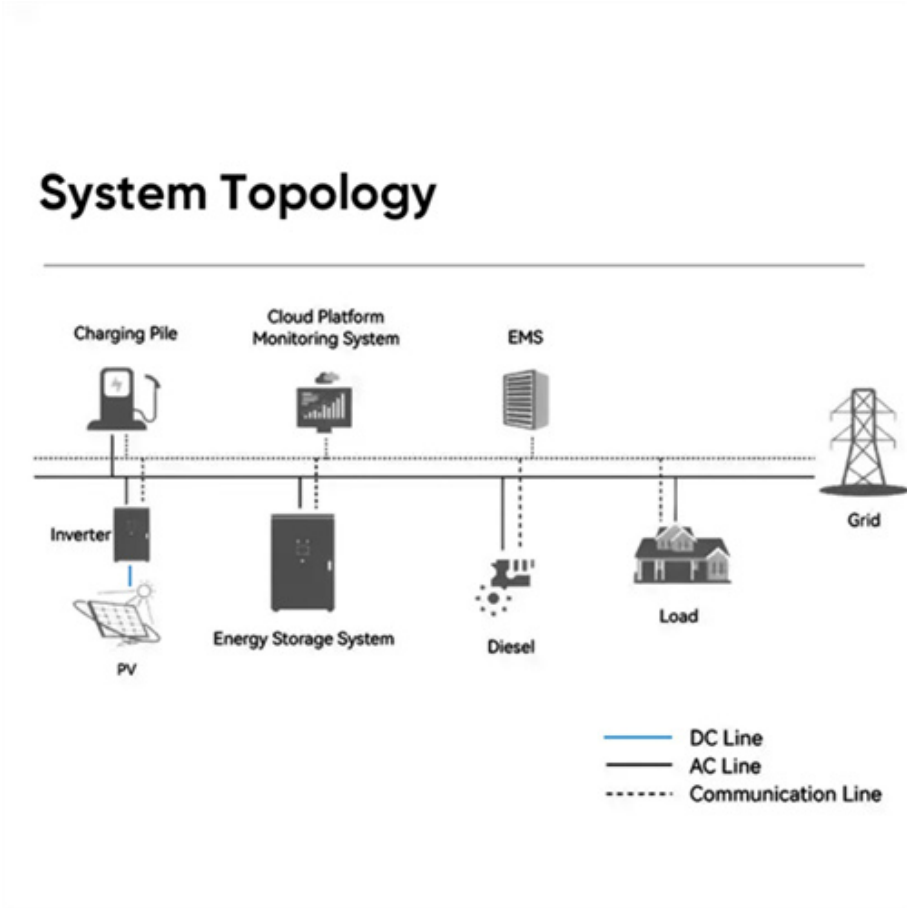 System Topology
Charging Pile
Cloud Platform
Monitoring System
EMS
Inverter
Grid
PV
Energy Storage System
Diesel
Load
DC Line
AC Line
Communication Line